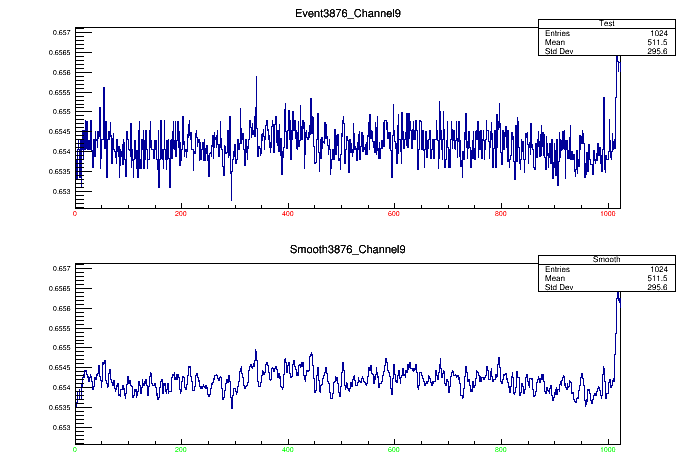 Event3876_Channel9
Test
Entries 1024
Mean 511.5
Std Dev 295.6
0.657
0.6565
0.656
0.6555
0.655
0.6545
0.654
0.6535
0.653
0 200 400 600 800 1000
Smooth3876_Channel9
Smooth
Entries 1024
Mean 511.5
Std Dev 295.6
0.657
0.6565
0.656
0.6555
0.655
0.6545
0.654
0.6535
0.653
0 200 400 600 800 1000